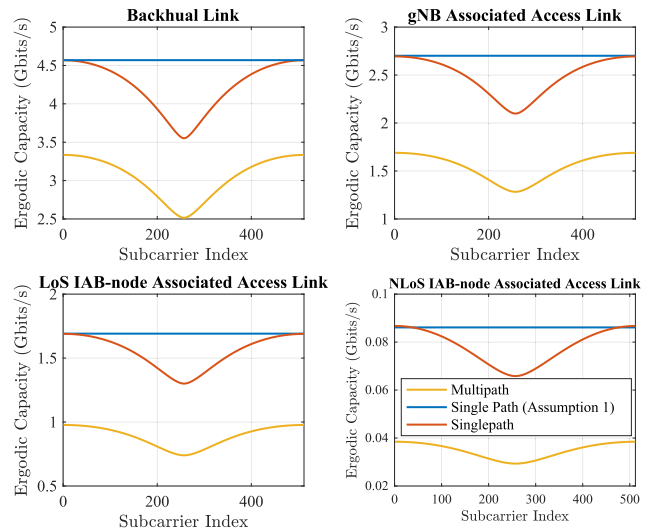 Backhual Link
Ergodic Capacity (Gbits/s)
5
4.5
4
3.5
3
2.5
0
200
400
Subcarrier Index
gNB Associated Access Link
Ergodic Capacity (Gbits/s)
3
2.5
2
1.5
1
0
200
400
Subcarrier Index
LoS IAB-node Associated Access Link
Ergodic Capacity (Gbits/s)
2
1.5
1
0.5
0
200
400
Subcarrier Index
NLoS IAB-node Associated Access Link
Ergodic Capacity (Gbits/s)
0.1
0.08
0.06
0.04
0.02
0
100
200
300
400
500
Subcarrier Index
Multipath
Single Path (Assumption 1)
Singlepath